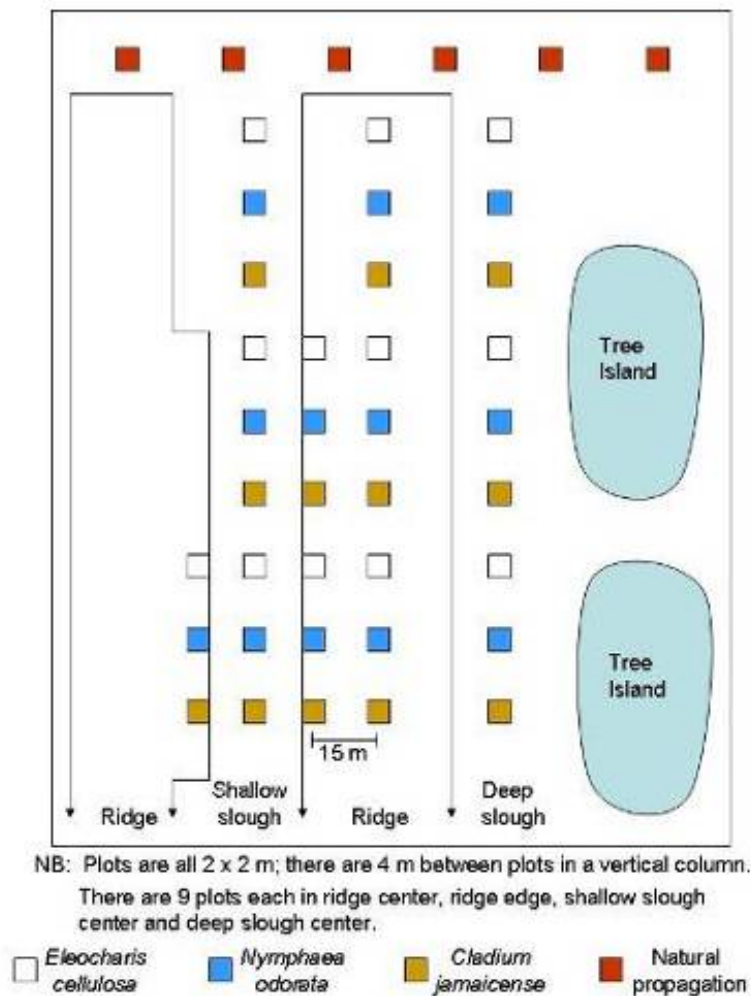 Tree
Island
Tree
Island
15 m
Ridge
Shallow
slough
Ridge
Deep
slough
NB: Plots are all 2 x 2 m; there are 4 m between plots in a vertical column.
There are 9 plots each in ridge center, ridge edge, shallow slough
center and deep slough center.
Eleocharis
cellulosa
Nymphaea
odorata
Cladium
jamaicense
Natural
propagation